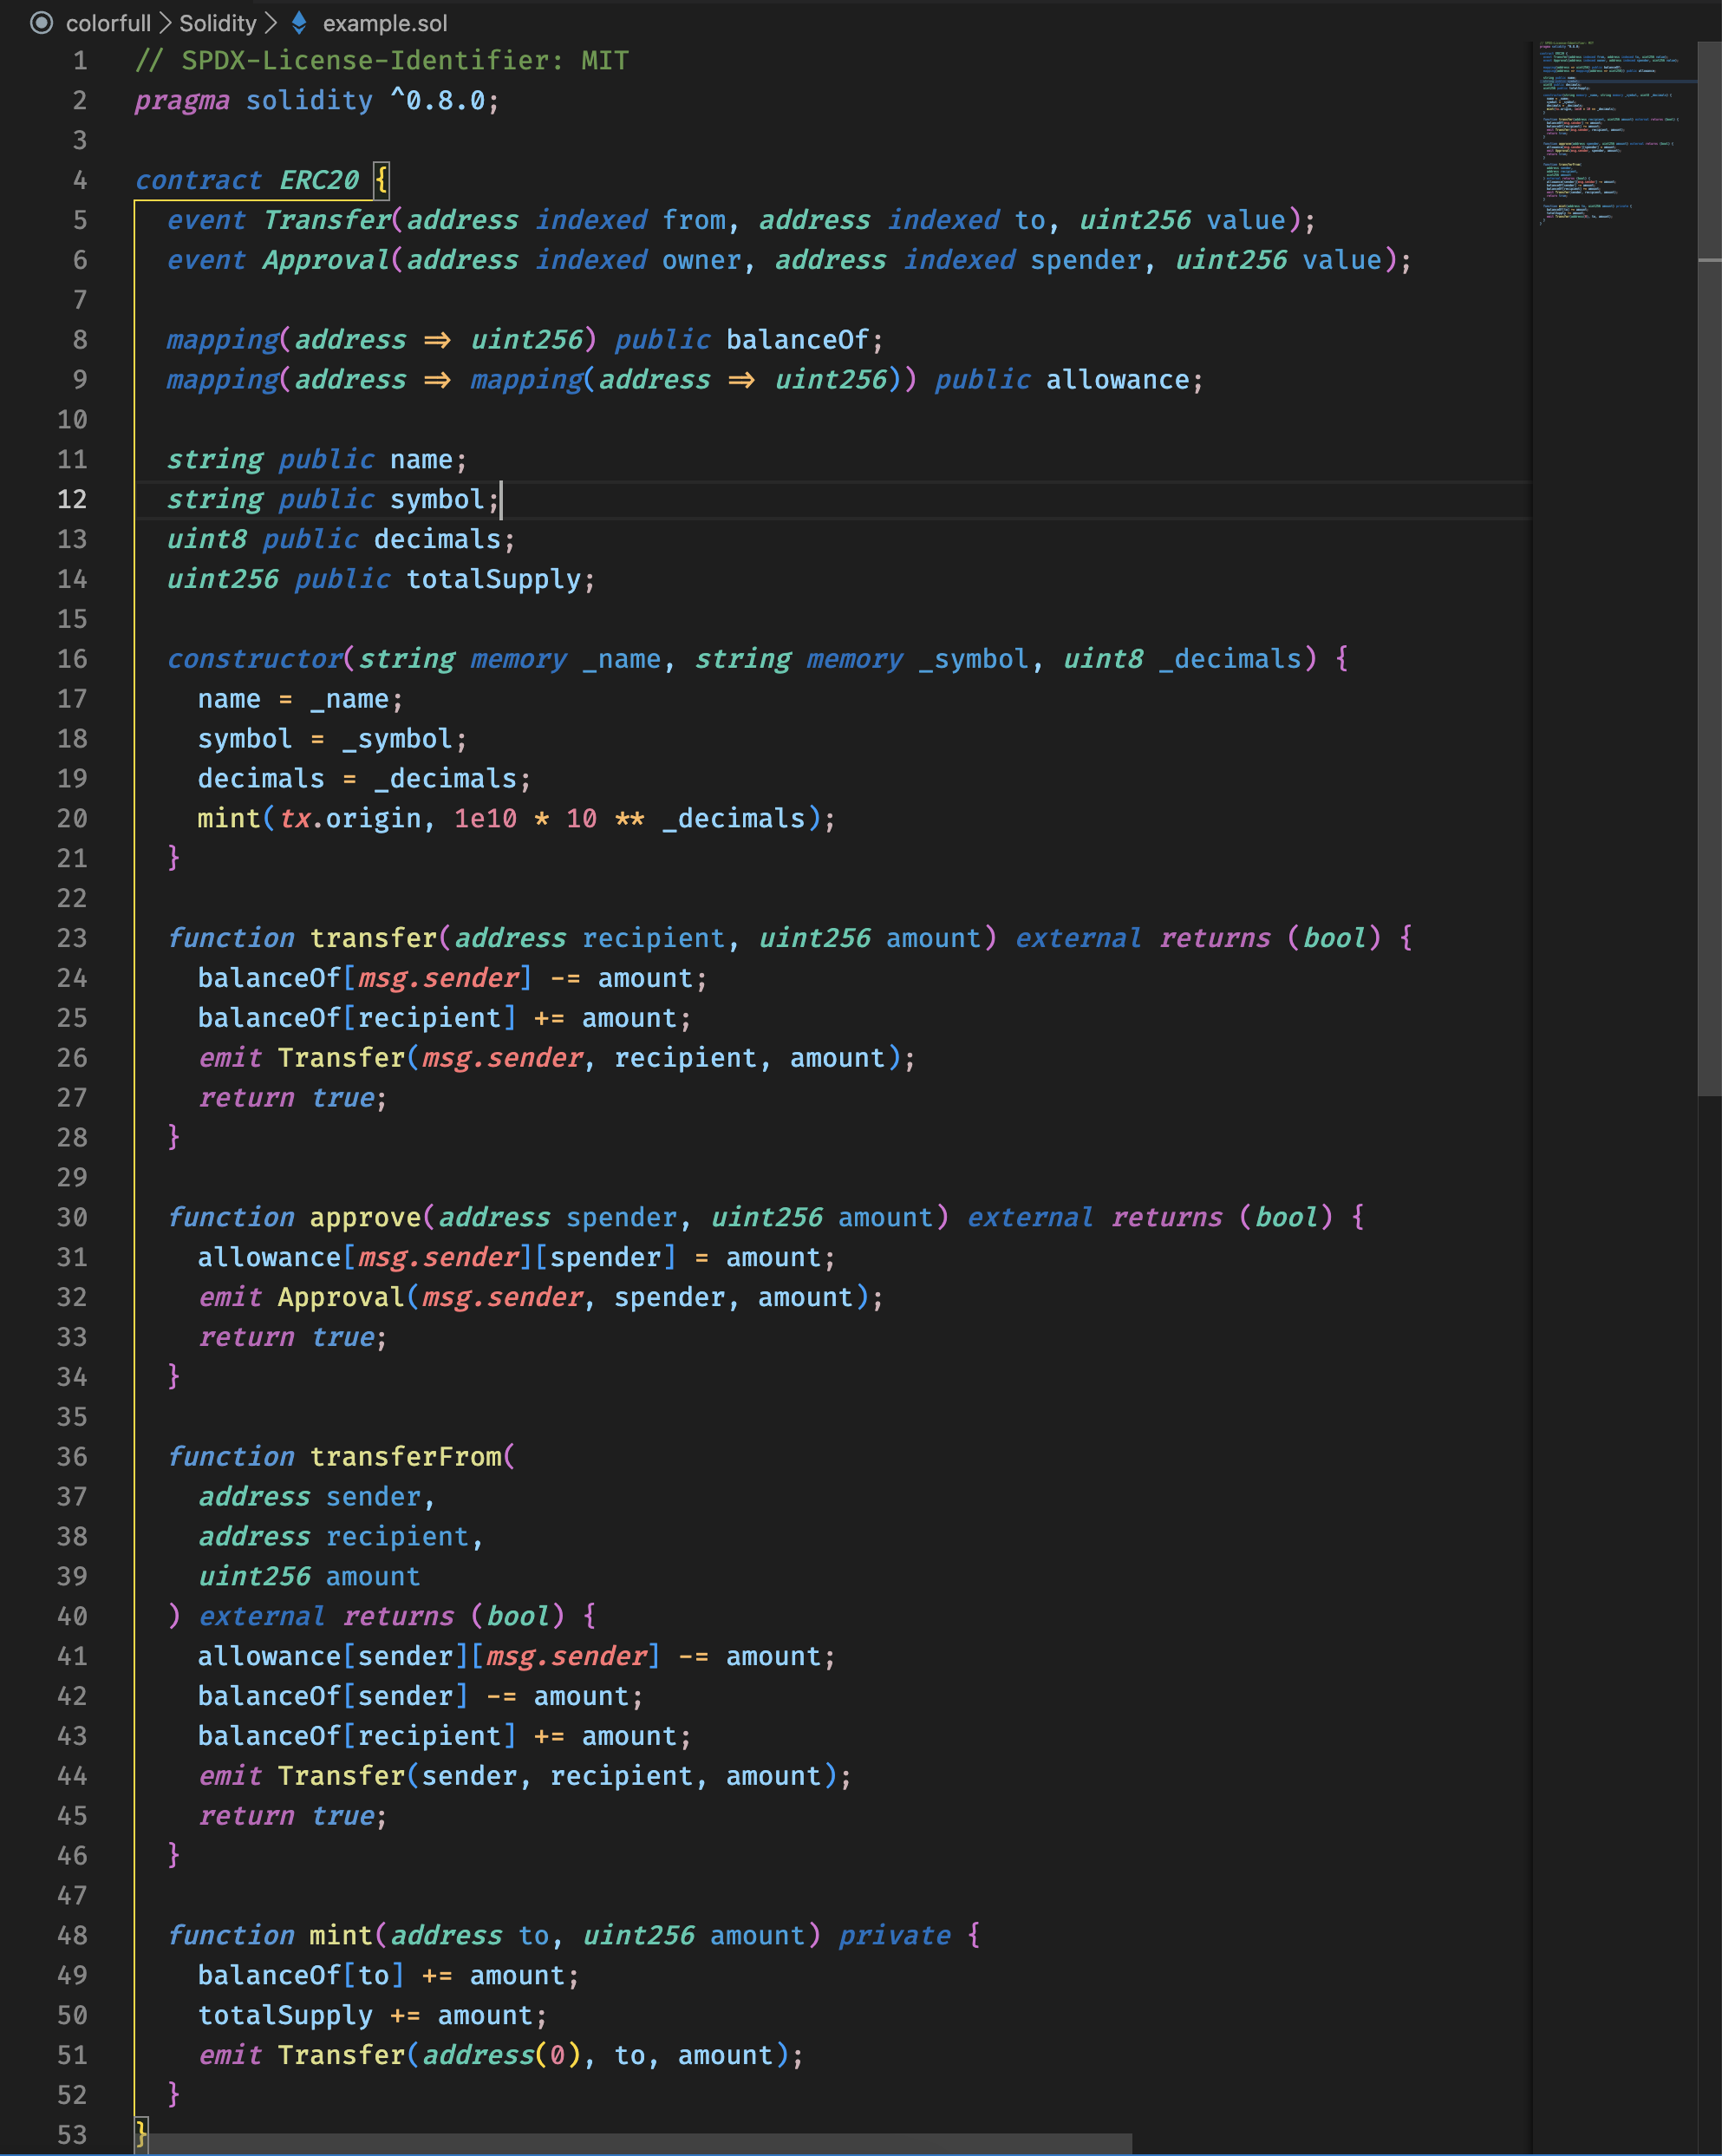 colorfull > Solidity > example.sol
1 // SPDX-License-Identifier: MIT
2 pragma solidity ^0.8.0;
3
4 contract ERC20 {
5   event Transfer(address indexed from, address indexed to, uint256 value);
6   event Approval(address indexed owner, address indexed spender, uint256 value);
7
8   mapping(address => uint256) public balanceOf;
9   mapping(address => mapping(address => uint256)) public allowance;
10
11   string public name;
12   string public symbol;
13   uint8 public decimals;
14   uint256 public totalSupply;
15
16   constructor(string memory _name, string memory _symbol, uint8 _decimals) {
17     name = _name;
18     symbol = _symbol;
19     decimals = _decimals;
20     mint(tx.origin, 1e10 * 10 ** _decimals);
21   }
22
23   function transfer(address recipient, uint256 amount) external returns (bool) {
24     balanceOf[msg.sender] -= amount;
25     balanceOf[recipient] += amount;
26     emit Transfer(msg.sender, recipient, amount);
27     return true;
28   }
29
30   function approve(address spender, uint256 amount) external returns (bool) {
31     allowance[msg.sender][spender] = amount;
32     emit Approval(msg.sender, spender, amount);
33     return true;
34   }
35
36   function transferFrom(
37     address sender,
38     address recipient,
39     uint256 amount
40   ) external returns (bool) {
41     allowance[sender][msg.sender] -= amount;
42     balanceOf[sender] -= amount;
43     balanceOf[recipient] += amount;
44     emit Transfer(sender, recipient, amount);
45     return true;
46   }
47
48   function mint(address to, uint256 amount) private {
49     balanceOf[to] += amount;
50     totalSupply += amount;
51     emit Transfer(address(0), to, amount);
52   }
53 }